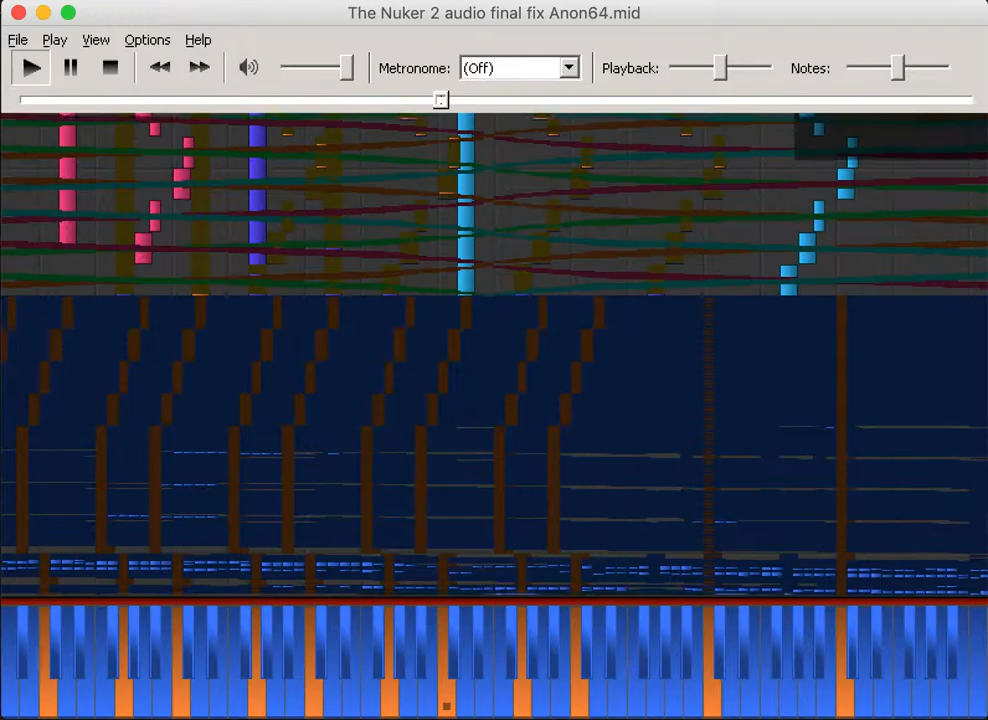 The Nuker 2 audio final fix Anon64.mid
File Play View Options Help
Metronome: (Off) Playback: Notes: